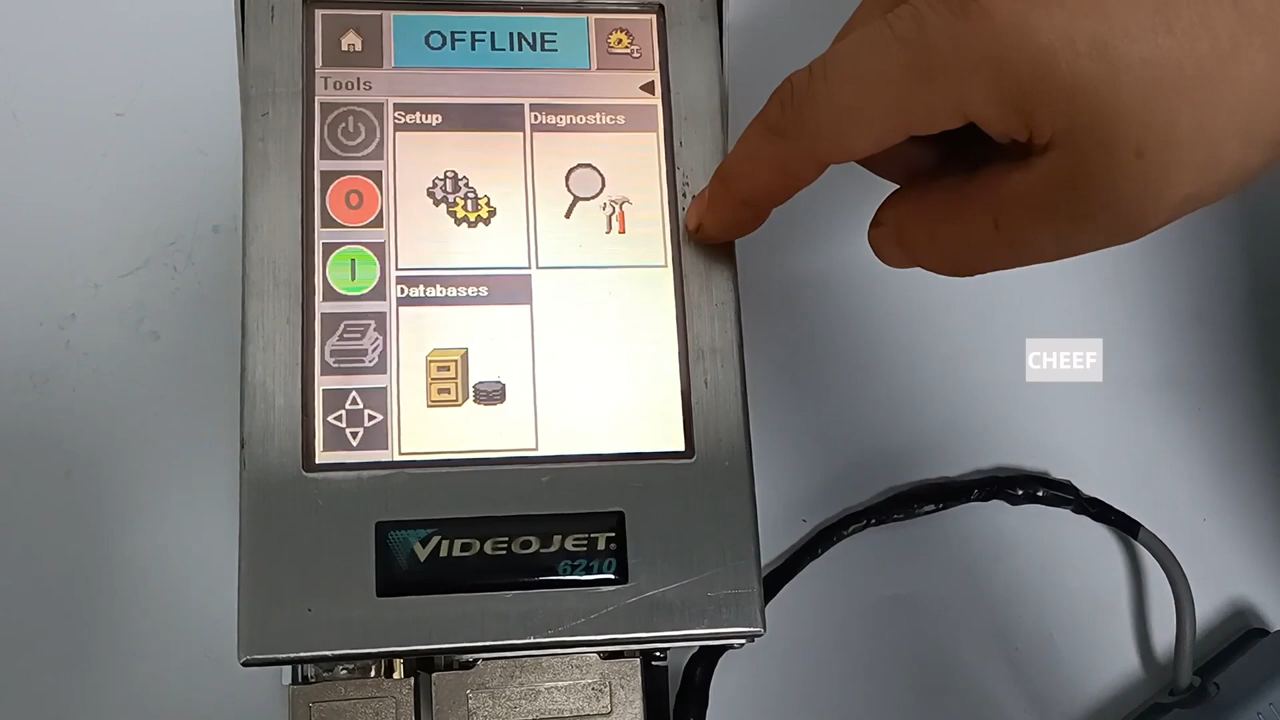 OFFLINE
Tools
Setup
Diagnostics
O
I
Databases
CHEEF
VIDEOJET®
6210